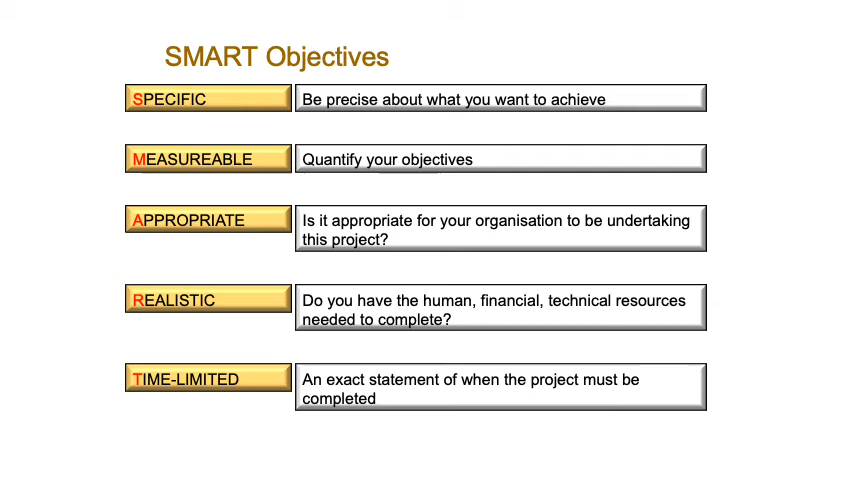 SMART Objectives
SPECIFIC
Be precise about what you want to achieve
MEASUREABLE
Quantify your objectives
APPROPRIATE
Is it appropriate for your organisation to be undertaking
this project?
REALISTIC
Do you have the human, financial, technical resources
needed to complete?
TIME-LIMITED
An exact statement of when the project must be
completed